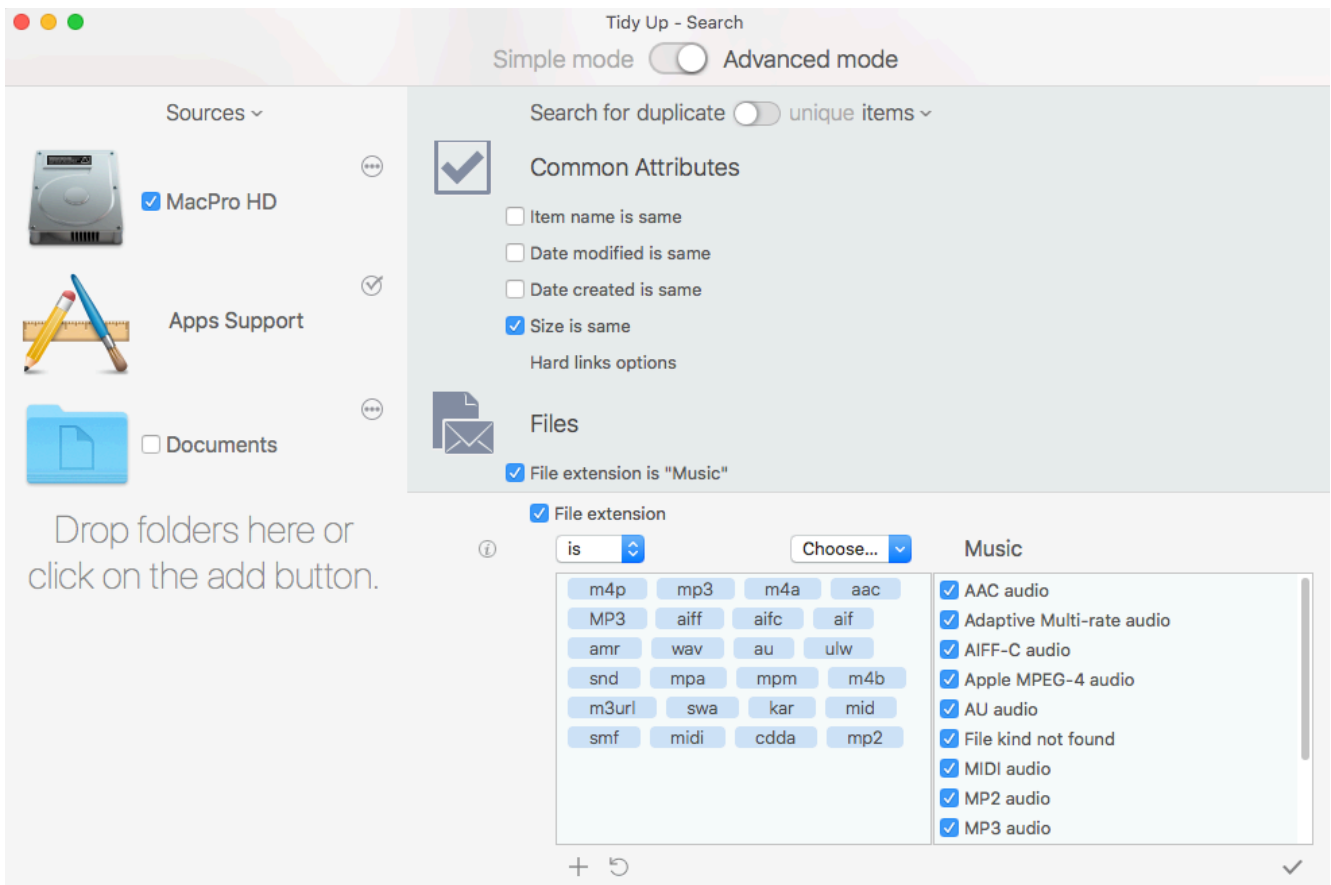 Tidy Up - Search
Simple mode Advanced mode
Sources
MacPro HD
Apps Support
Documents
Drop folders here or
click on the add button.
Search for duplicate unique items
Common Attributes
Item name is same
Date modified is same
Date created is same
Size is same
Hard links options
Files
File extension is "Music"
File extension
is Choose... Music
m4p mp3 m4a aac
MP3 aiff aifc aif
amr wav au ulw
snd mpa mpm m4b
m3url swa kar mid
smf midi cdda mp2
AAC audio
Adaptive Multi-rate audio
AIFF-C audio
Apple MPEG-4 audio
AU audio
File kind not found
MIDI audio
MP2 audio
MP3 audio